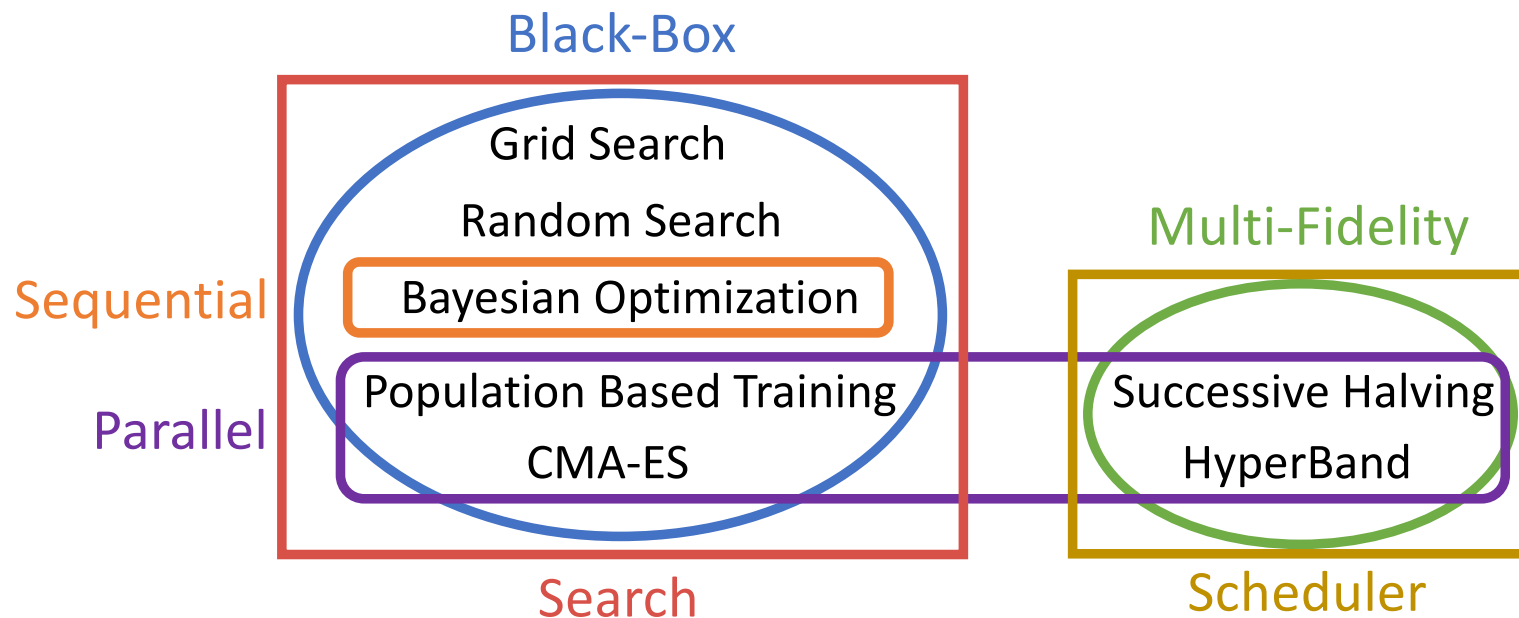 Black-Box
Grid Search
Random Search
Multi-Fidelity
Sequential
Bayesian Optimization
Parallel
Population Based Training
CMA-ES
Successive Halving
HyperBand
Search
Scheduler